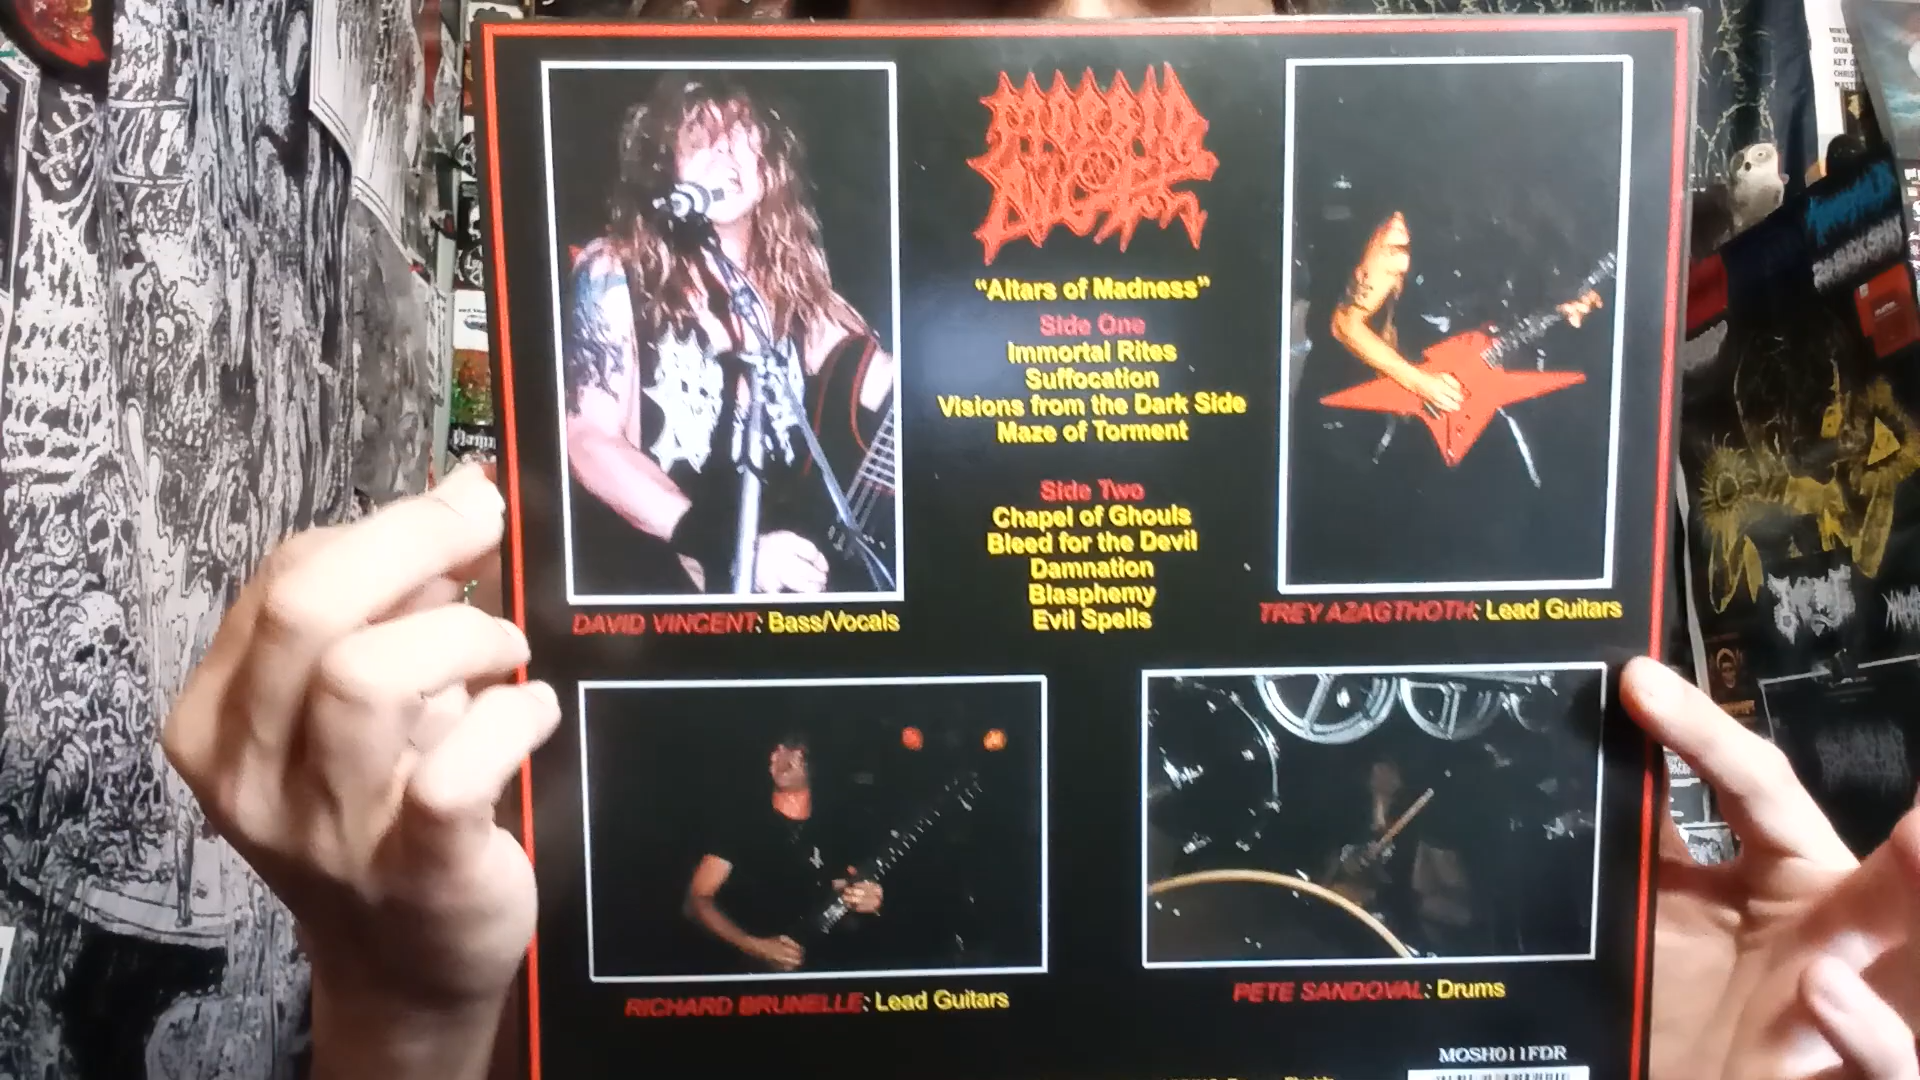 MORBID
ANGEL
“Altars of Madness”
Side One
Immortal Rites
Suffocation
Visions from the Dark Side
Maze of Torment
Side Two
Chapel of Ghouls
Bleed for the Devil
Damnation
Blasphemy
Evil Spells
DAVID VINCENT: Bass/Vocals
TREY AZAGTHOTH: Lead Guitars
RICHARD BRUNELLE: Lead Guitars
PETE SANDOVAL: Drums
MOSH011FDR